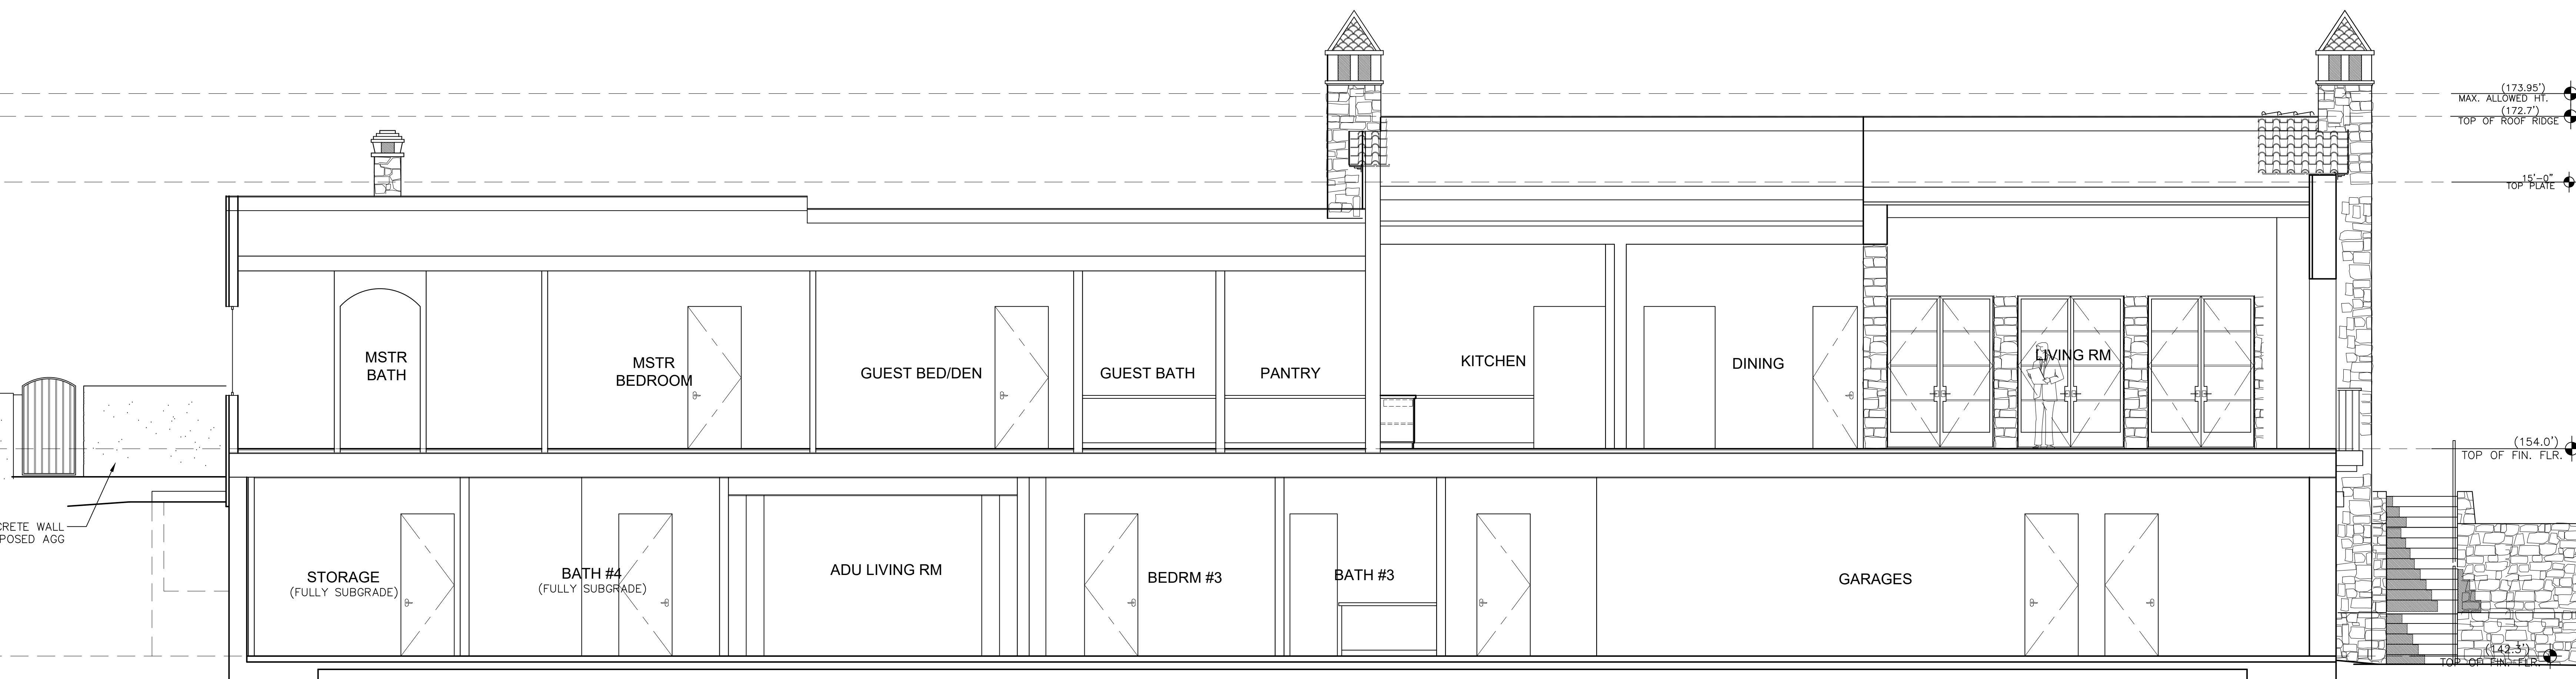 (173.95')
MAX. ALLOWED HT.
(172.7')
TOP OF ROOF RIDGE
15'-0"
TOP PLATE
MSTR
BATH
MSTR
BEDROOM
GUEST BED/DEN
GUEST BATH
PANTRY
KITCHEN
DINING
LIVING RM
(154.0')
TOP OF FIN. FLR.
CRETE WALL
POSED AGG
STORAGE
(FULLY SUBGRADE)
BATH #4
(FULLY SUBGRADE)
ADU LIVING RM
BEDRM #3
BATH #3
GARAGES
(142.3')
TOP OF FIN. FLR.